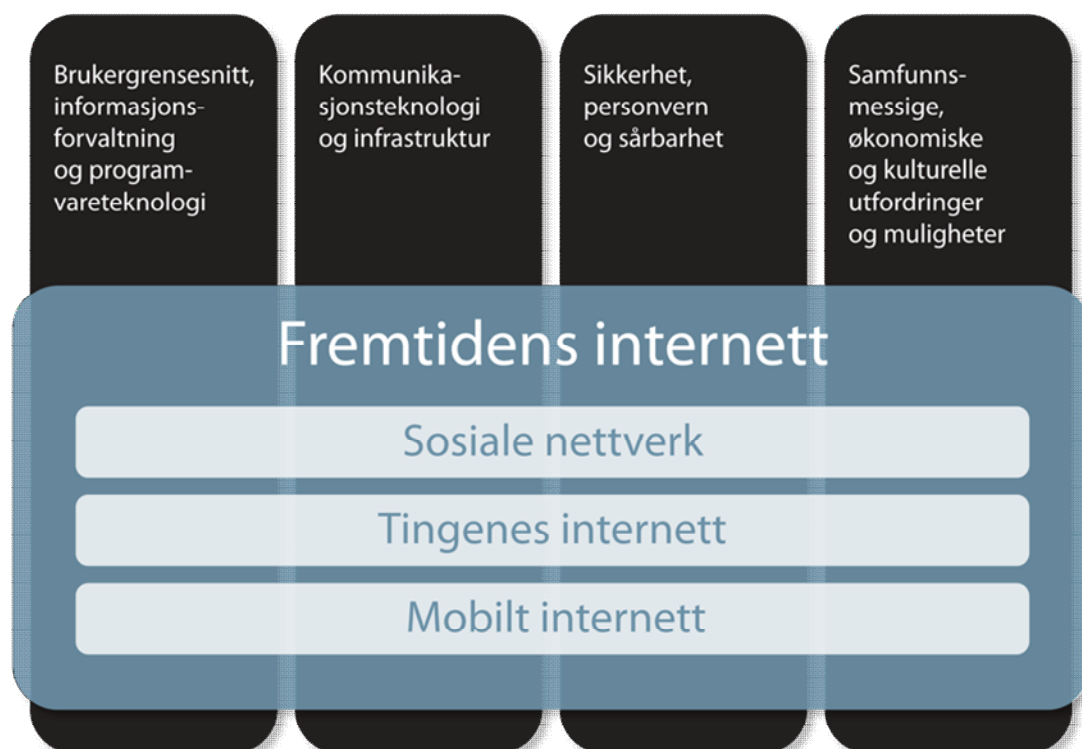 Brukergrensesnitt,
informasjons-
forvaltning
og program-
vareteknologi
Kommunika-
sjonsteknologi
og infrastruktur
Sikkerhet,
personvern
og sårbarhet
Samfunns-
messige,
økonomiske
og kulturelle
utfordringer
og muligheter
Fremtidens internett
Sosiale nettverk
Tingenes internett
Mobilt internett